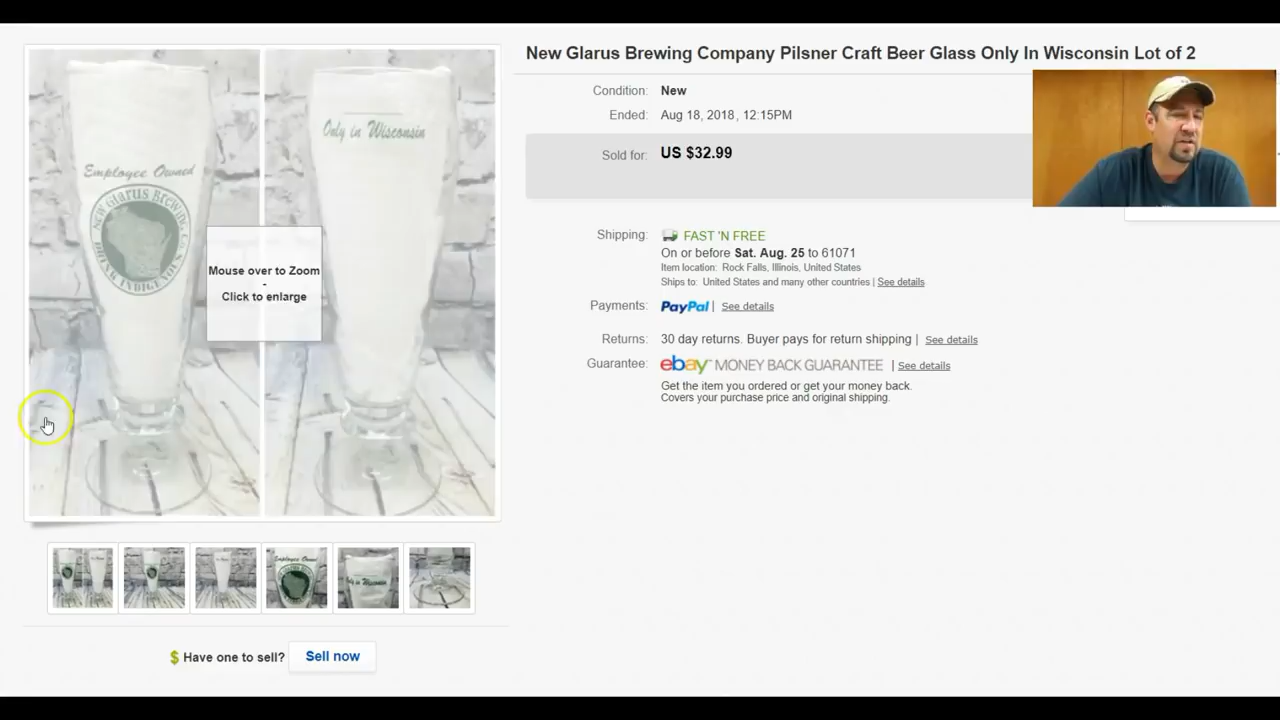 New Glarus Brewing Company Pilsner Craft Beer Glass Only In Wisconsin Lot of 2
Condition: New
Ended: Aug 18, 2018, 12:15PM
Sold for: US $32.99
Shipping: FAST 'N FREE
On or before Sat. Aug. 25 to 61071
Item location: Rock Falls, Illinois, United States
Ships to: United States and many other countries | See details
Payments: PayPal | See details
Returns: 30 day returns. Buyer pays for return shipping | See details
Guarantee: ebay MONEY BACK GUARANTEE | See details
Get the item you ordered or get your money back.
Covers your purchase price and original shipping.
Employee Owned
NEW GLARUS BREWING CO.
DRINK INDIGENOUS
Only in Wisconsin
Mouse over to Zoom
-
Click to enlarge
Employee Owned
Only in Wisconsin
$ Have one to sell? Sell now